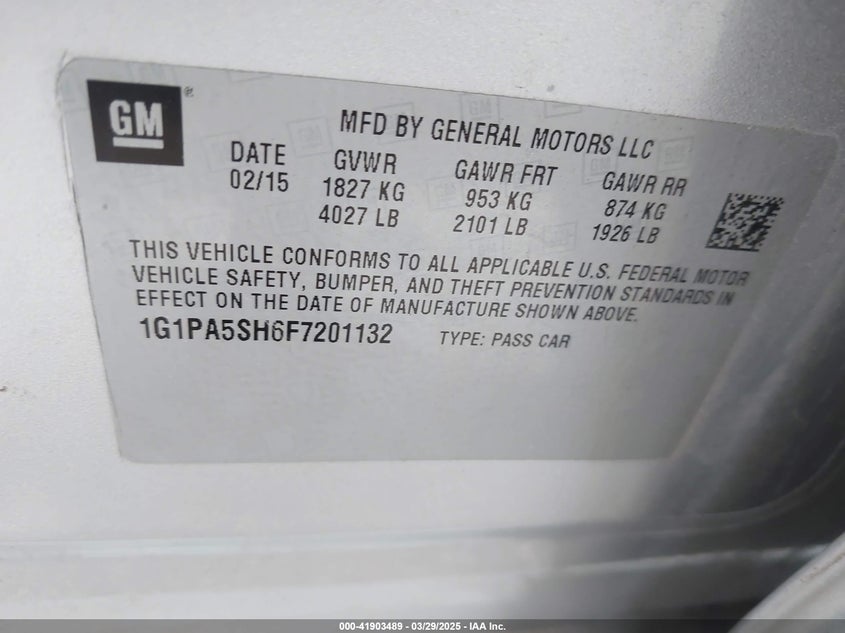 GM®
MFD BY GENERAL MOTORS LLC
DATE GVWR GAWR FRT GAWR RR
02/15 1827 KG 953 KG 874 KG
4027 LB 2101 LB 1926 LB
THIS VEHICLE CONFORMS TO ALL APPLICABLE U.S. FEDERAL MOTOR
VEHICLE SAFETY, BUMPER, AND THEFT PREVENTION STANDARDS IN
EFFECT ON THE DATE OF MANUFACTURE SHOWN ABOVE.
1G1PA5SH6F7201132 TYPE: PASS CAR
000-41903489 - 03/29/2025 - IAA Inc.